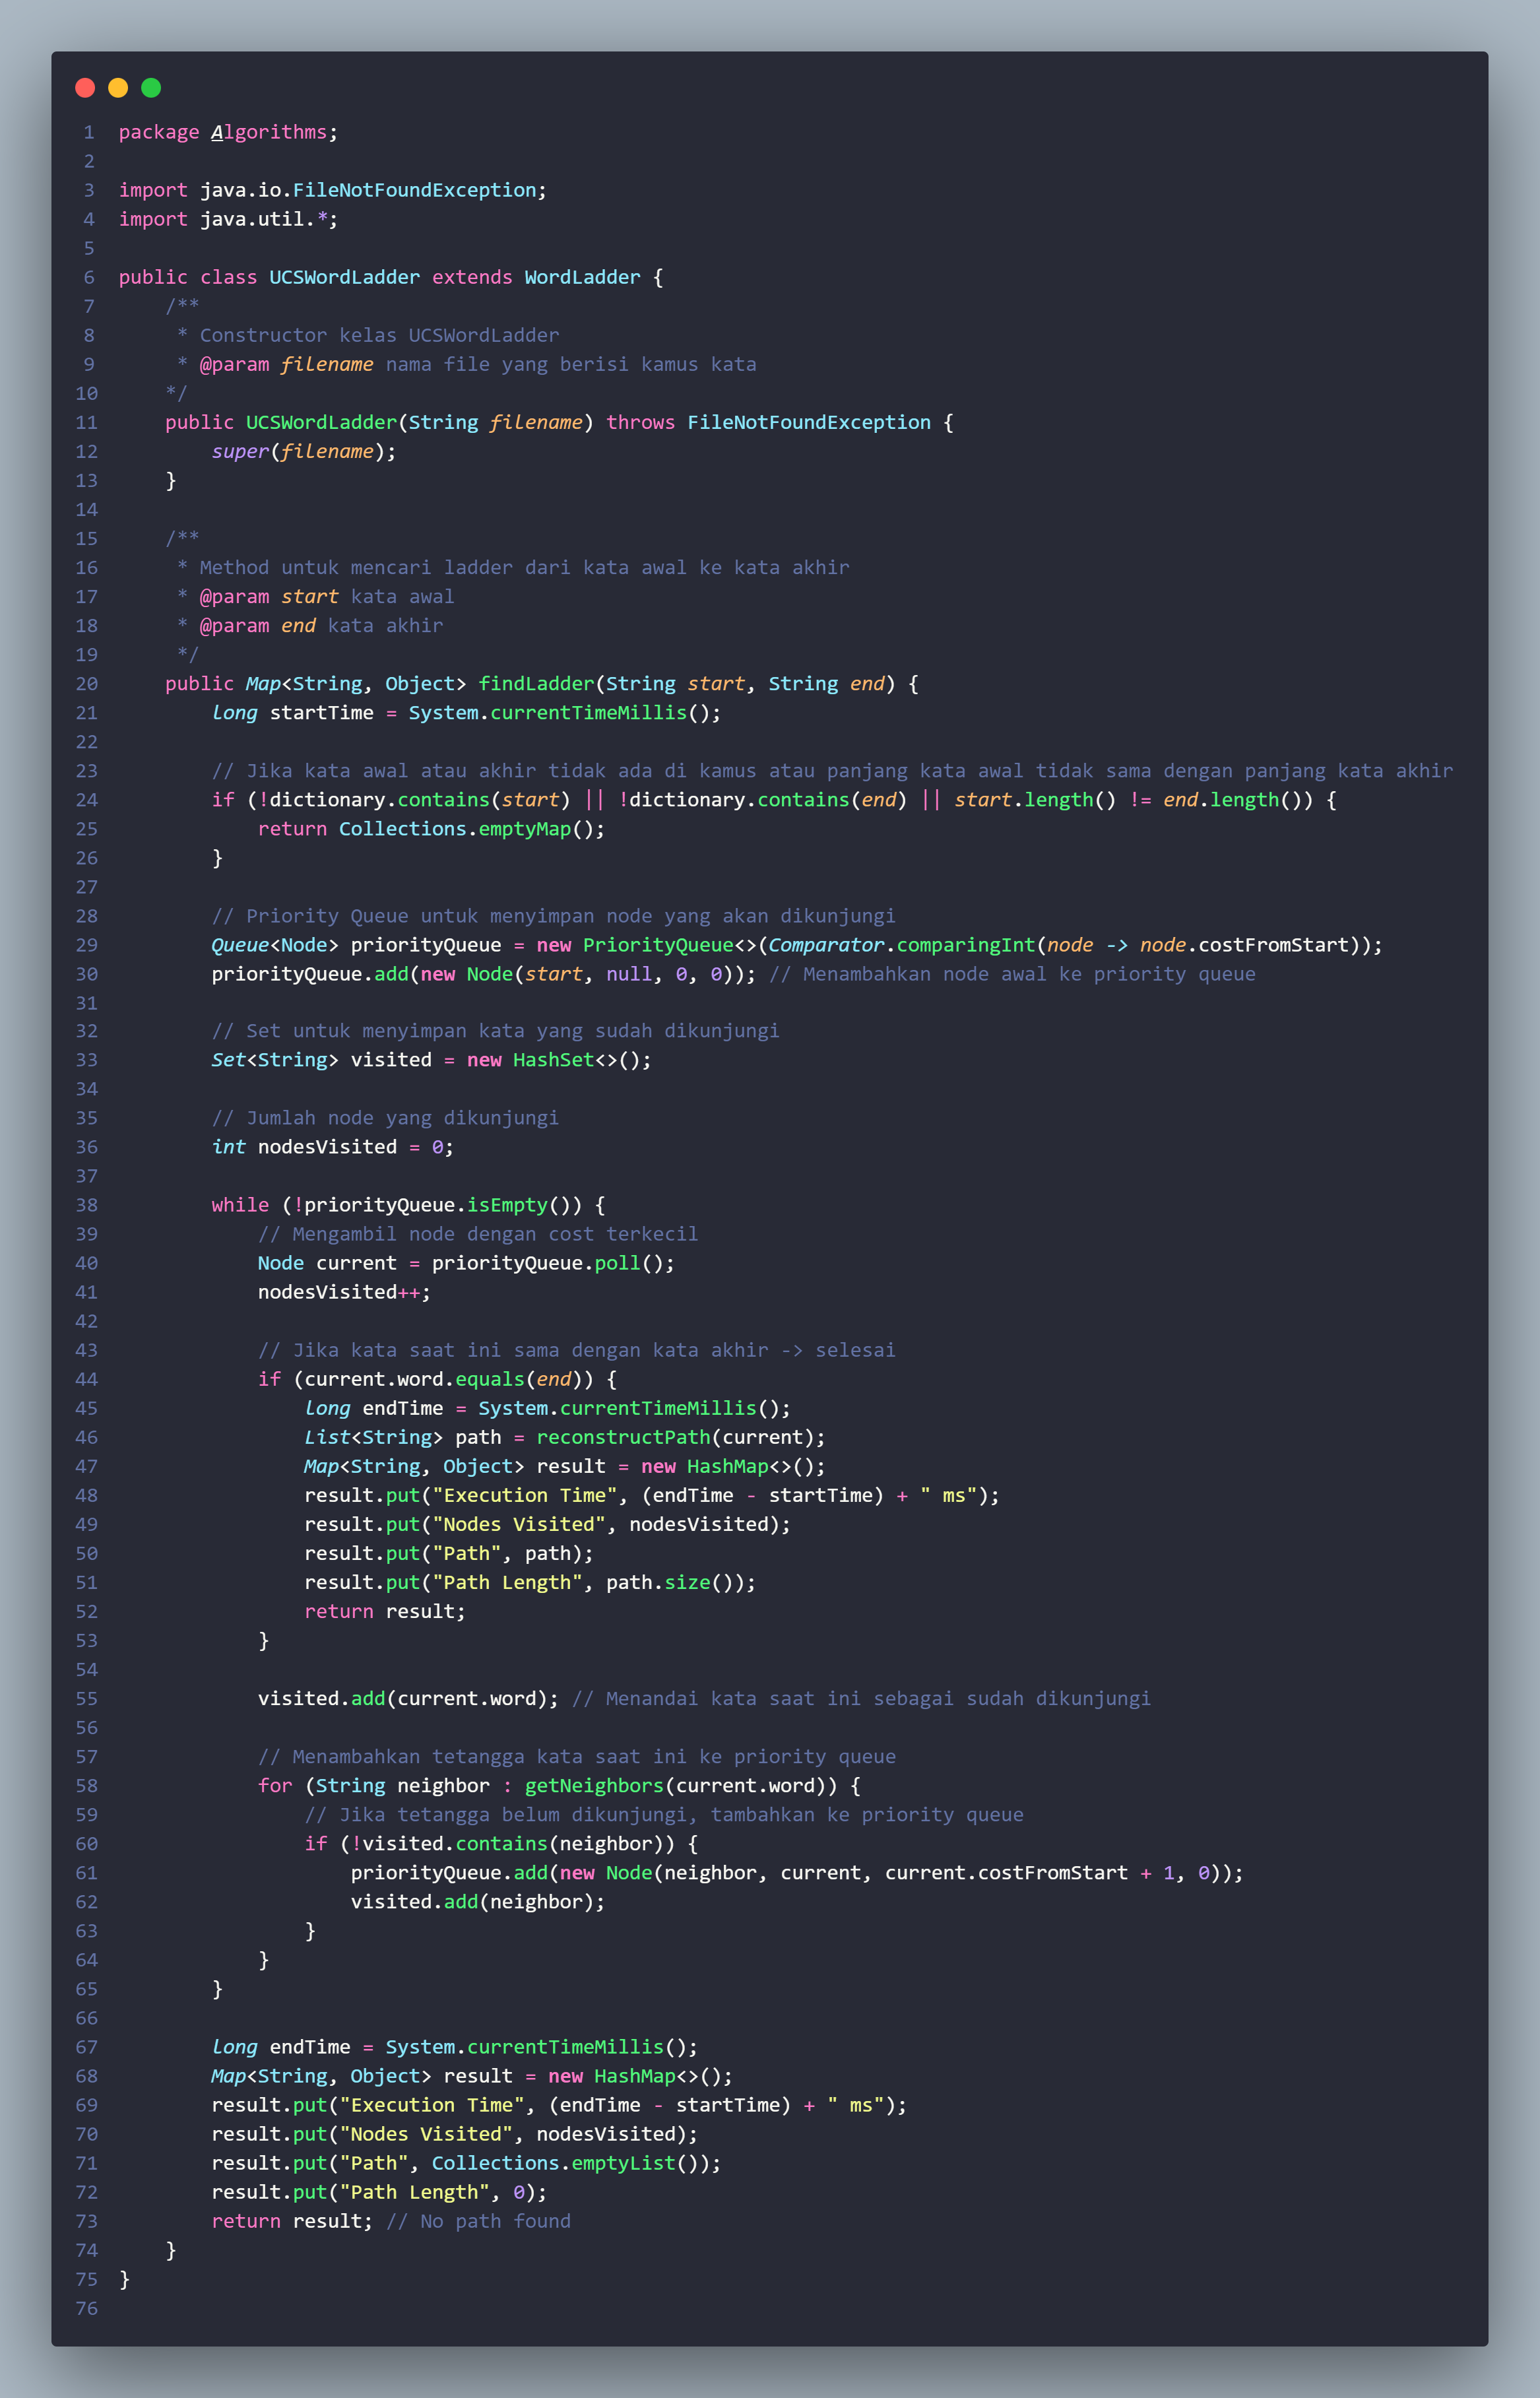 1 package Algorithms;
2
3 import java.io.FileNotFoundException;
4 import java.util.*;
5
6 public class UCSWordLadder extends WordLadder {
7     /**
8      * Constructor kelas UCSWordLadder
9      * @param filename nama file yang berisi kamus kata
10     */
11     public UCSWordLadder(String filename) throws FileNotFoundException {
12         super(filename);
13     }
14
15     /**
16      * Method untuk mencari ladder dari kata awal ke kata akhir
17      * @param start kata awal
18      * @param end kata akhir
19      */
20     public Map<String, Object> findLadder(String start, String end) {
21         long startTime = System.currentTimeMillis();
22
23         // Jika kata awal atau akhir tidak ada di kamus atau panjang kata awal tidak sama dengan panjang kata akhir
24         if (!dictionary.contains(start) || !dictionary.contains(end) || start.length() != end.length()) {
25             return Collections.emptyMap();
26         }
27
28         // Priority Queue untuk menyimpan node yang akan dikunjungi
29         Queue<Node> priorityQueue = new PriorityQueue<>(Comparator.comparingInt(node -> node.costFromStart));
30         priorityQueue.add(new Node(start, null, 0, 0)); // Menambahkan node awal ke priority queue
31
32         // Set untuk menyimpan kata yang sudah dikunjungi
33         Set<String> visited = new HashSet<>();
34
35         // Jumlah node yang dikunjungi
36         int nodesVisited = 0;
37
38         while (!priorityQueue.isEmpty()) {
39             // Mengambil node dengan cost terkecil
40             Node current = priorityQueue.poll();
41             nodesVisited++;
42
43             // Jika kata saat ini sama dengan kata akhir -> selesai
44             if (current.word.equals(end)) {
45                 long endTime = System.currentTimeMillis();
46                 List<String> path = reconstructPath(current);
47                 Map<String, Object> result = new HashMap<>();
48                 result.put("Execution Time", (endTime - startTime) + " ms");
49                 result.put("Nodes Visited", nodesVisited);
50                 result.put("Path", path);
51                 result.put("Path Length", path.size());
52                 return result;
53             }
54
55             visited.add(current.word); // Menandai kata saat ini sebagai sudah dikunjungi
56
57             // Menambahkan tetangga kata saat ini ke priority queue
58             for (String neighbor : getNeighbors(current.word)) {
59                 // Jika tetangga belum dikunjungi, tambahkan ke priority queue
60                 if (!visited.contains(neighbor)) {
61                     priorityQueue.add(new Node(neighbor, current, current.costFromStart + 1, 0));
62                     visited.add(neighbor);
63                 }
64             }
65         }
66
67         long endTime = System.currentTimeMillis();
68         Map<String, Object> result = new HashMap<>();
69         result.put("Execution Time", (endTime - startTime) + " ms");
70         result.put("Nodes Visited", nodesVisited);
71         result.put("Path", Collections.emptyList());
72         result.put("Path Length", 0);
73         return result; // No path found
74     }
75 }
76